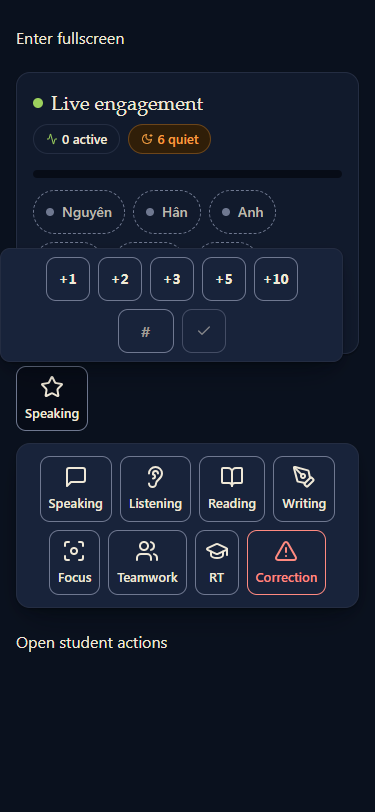 Enter fullscreen
Live engagement
0 active 6 quiet
Nguyên Hân Anh
+1 +2 +3 +5 +10
#
Speaking
Speaking Listening Reading Writing
Focus Teamwork RT Correction
Open student actions